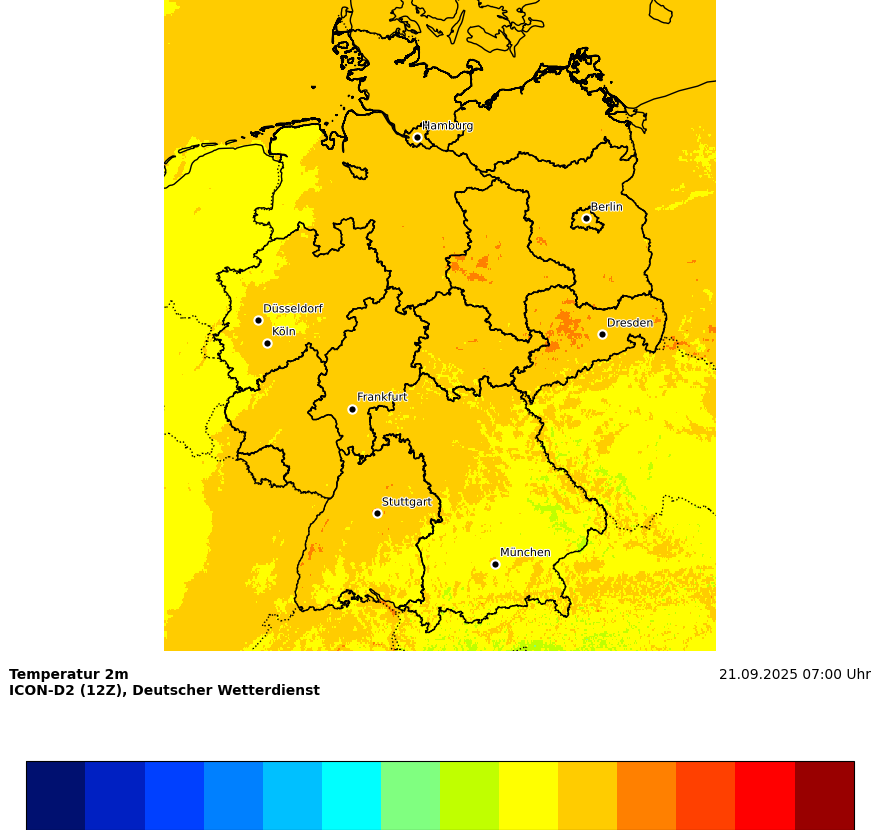 Hamburg
Berlin
Düsseldorf
Köln
Dresden
Frankfurt
Stuttgart
München
Temperatur 2m
21.09.2025 07:00 Uhr
ICON-D2 (12Z), Deutscher Wetterdienst